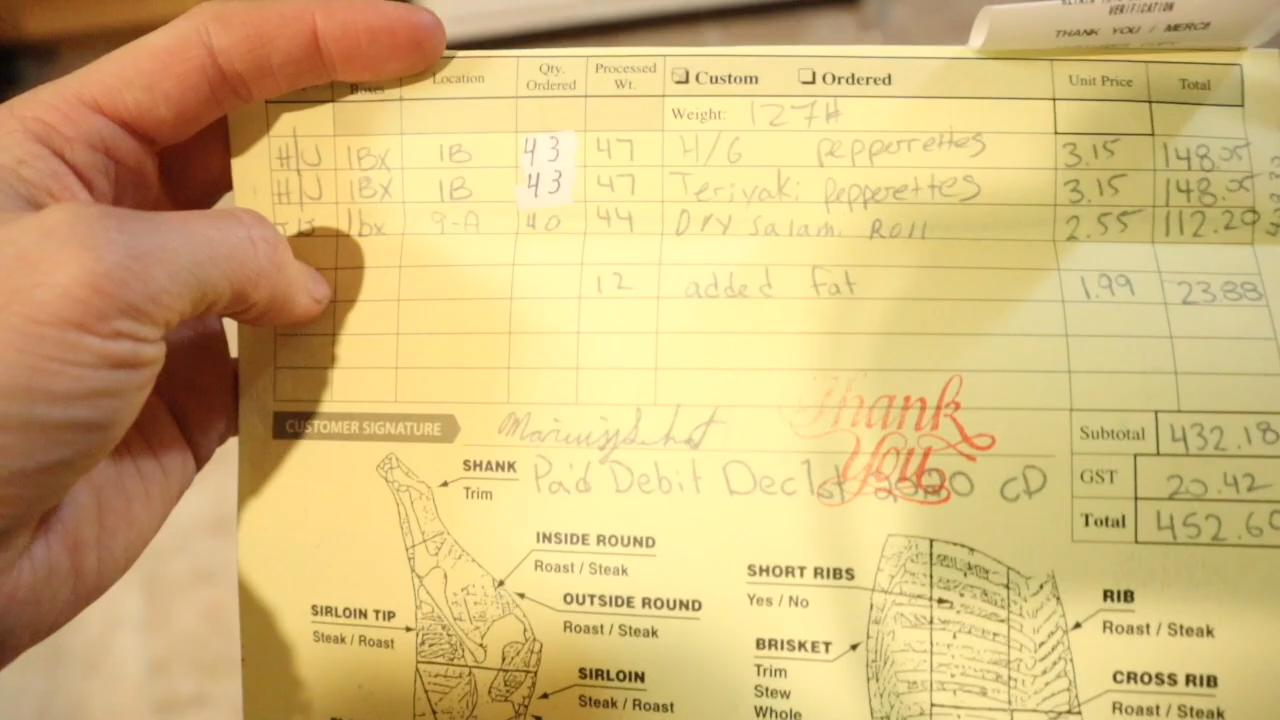 VERIFICATION
THANK YOU / MERCI
Boxes Location Qty. Ordered Processed Wt. Custom Ordered Unit Price Total
Weight: 127#
H/J 1Bx 1B 43 47 H/G pepperettes 3.15 148.05
H/J 1Bx 1B 43 47 Teriyaki pepperettes 3.15 148.05
1bx 9-A 40 44 Dry Salami Roll 2.55 112.20
12 added fat 1.99 23.88
Thank You
CUSTOMER SIGNATURE
Subtotal 432.18
Paid Debit Dec 1st 2020 CD
GST 20.42
Total 452.60
SHANK
Trim
INSIDE ROUND
Roast / Steak
OUTSIDE ROUND
Roast / Steak
SIRLOIN TIP
Steak / Roast
SIRLOIN
Steak / Roast
SHORT RIBS
Yes / No
BRISKET
Trim
Stew
Whole
RIB
Roast / Steak
CROSS RIB
Roast / Steak